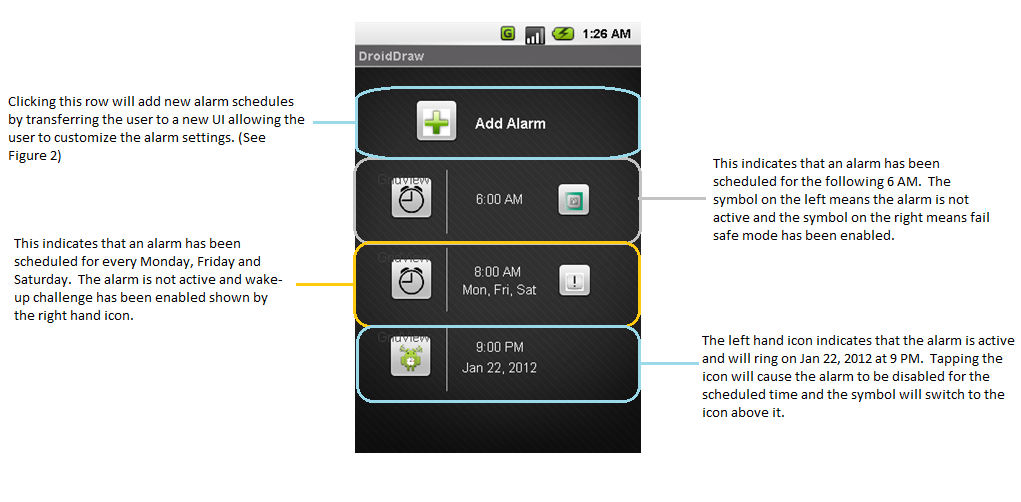 1:26 AM
DroidDraw
Clicking this row will add new alarm schedules
by transferring the user to a new UI allowing the
user to customize the alarm settings. (See
Figure 2)
Add Alarm
This indicates that an alarm has been
scheduled for the following 6 AM.  The
symbol on the left means the alarm is not
active and the symbol on the right means fail
safe mode has been enabled.
GridView
6:00 AM
This indicates that an alarm has been
scheduled for every Monday, Friday and
Saturday.  The alarm is not active and wake-
up challenge has been enabled shown by
the right hand icon.
GridView
8:00 AM
Mon, Fri, Sat
GridView
9:00 PM
Jan 22, 2012
The left hand icon indicates that the alarm is active
and will ring on Jan 22, 2012 at 9 PM.  Tapping the
icon will cause the alarm to be disabled for the
scheduled time and the symbol will switch to the
icon above it.